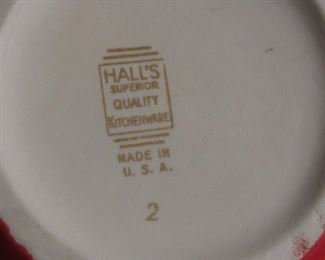 HALL'S
SUPERIOR
QUALITY
KITCHENWARE
MADE IN
U. S. A.
2